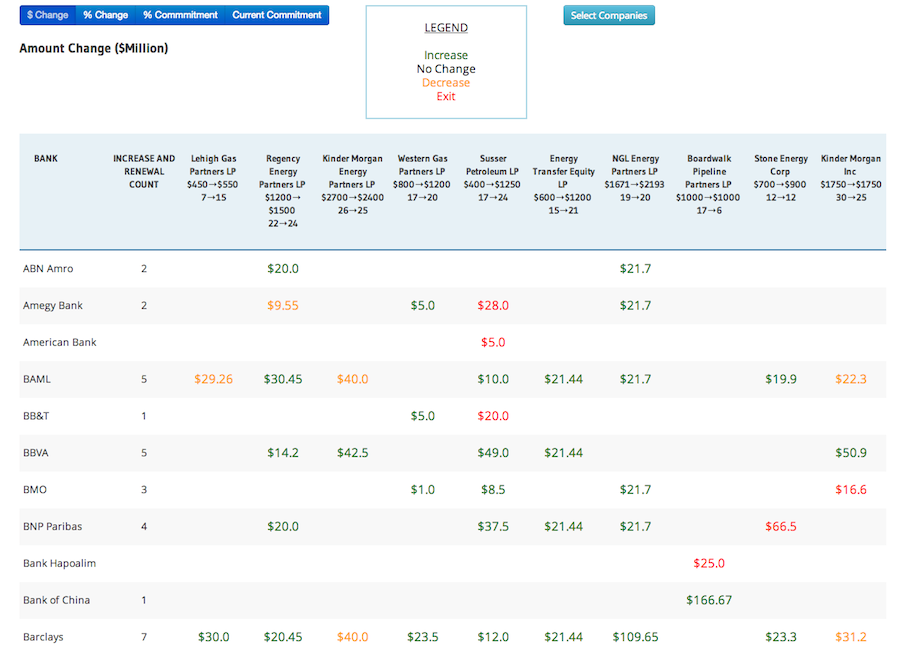 $ Change % Change % Commmitment Current Commitment
Select Companies
Amount Change ($Million)
LEGEND
Increase
No Change
Decrease
Exit
BANK
INCREASE AND
RENEWAL
COUNT
Lehigh Gas
Partners LP
$450→$550
7→15
Regency
Energy
Partners LP
$1200→
$1500
22→24
Kinder Morgan
Energy
Partners LP
$2700→$2400
26→25
Western Gas
Partners LP
$800→$1200
17→20
Susser
Petroleum LP
$400→$1250
17→24
Energy
Transfer Equity
LP
$600→$1200
15→21
NGL Energy
Partners LP
$1671→$2193
19→20
Boardwalk
Pipeline
Partners LP
$1000→$1000
17→6
Stone Energy
Corp
$700→$900
12→12
Kinder Morgan
Inc
$1750→$1750
30→25
ABN Amro 2 $20.0 $21.7
Amegy Bank 2 $9.55 $5.0 $28.0 $21.7
American Bank $5.0
BAML 5 $29.26 $30.45 $40.0 $10.0 $21.44 $21.7 $19.9 $22.3
BB&T 1 $5.0 $20.0
BBVA 5 $14.2 $42.5 $49.0 $21.44 $50.9
BMO 3 $1.0 $8.5 $21.7 $16.6
BNP Paribas 4 $20.0 $37.5 $21.44 $21.7 $66.5
Bank Hapoalim $25.0
Bank of China 1 $166.67
Barclays 7 $30.0 $20.45 $40.0 $23.5 $12.0 $21.44 $109.65 $23.3 $31.2